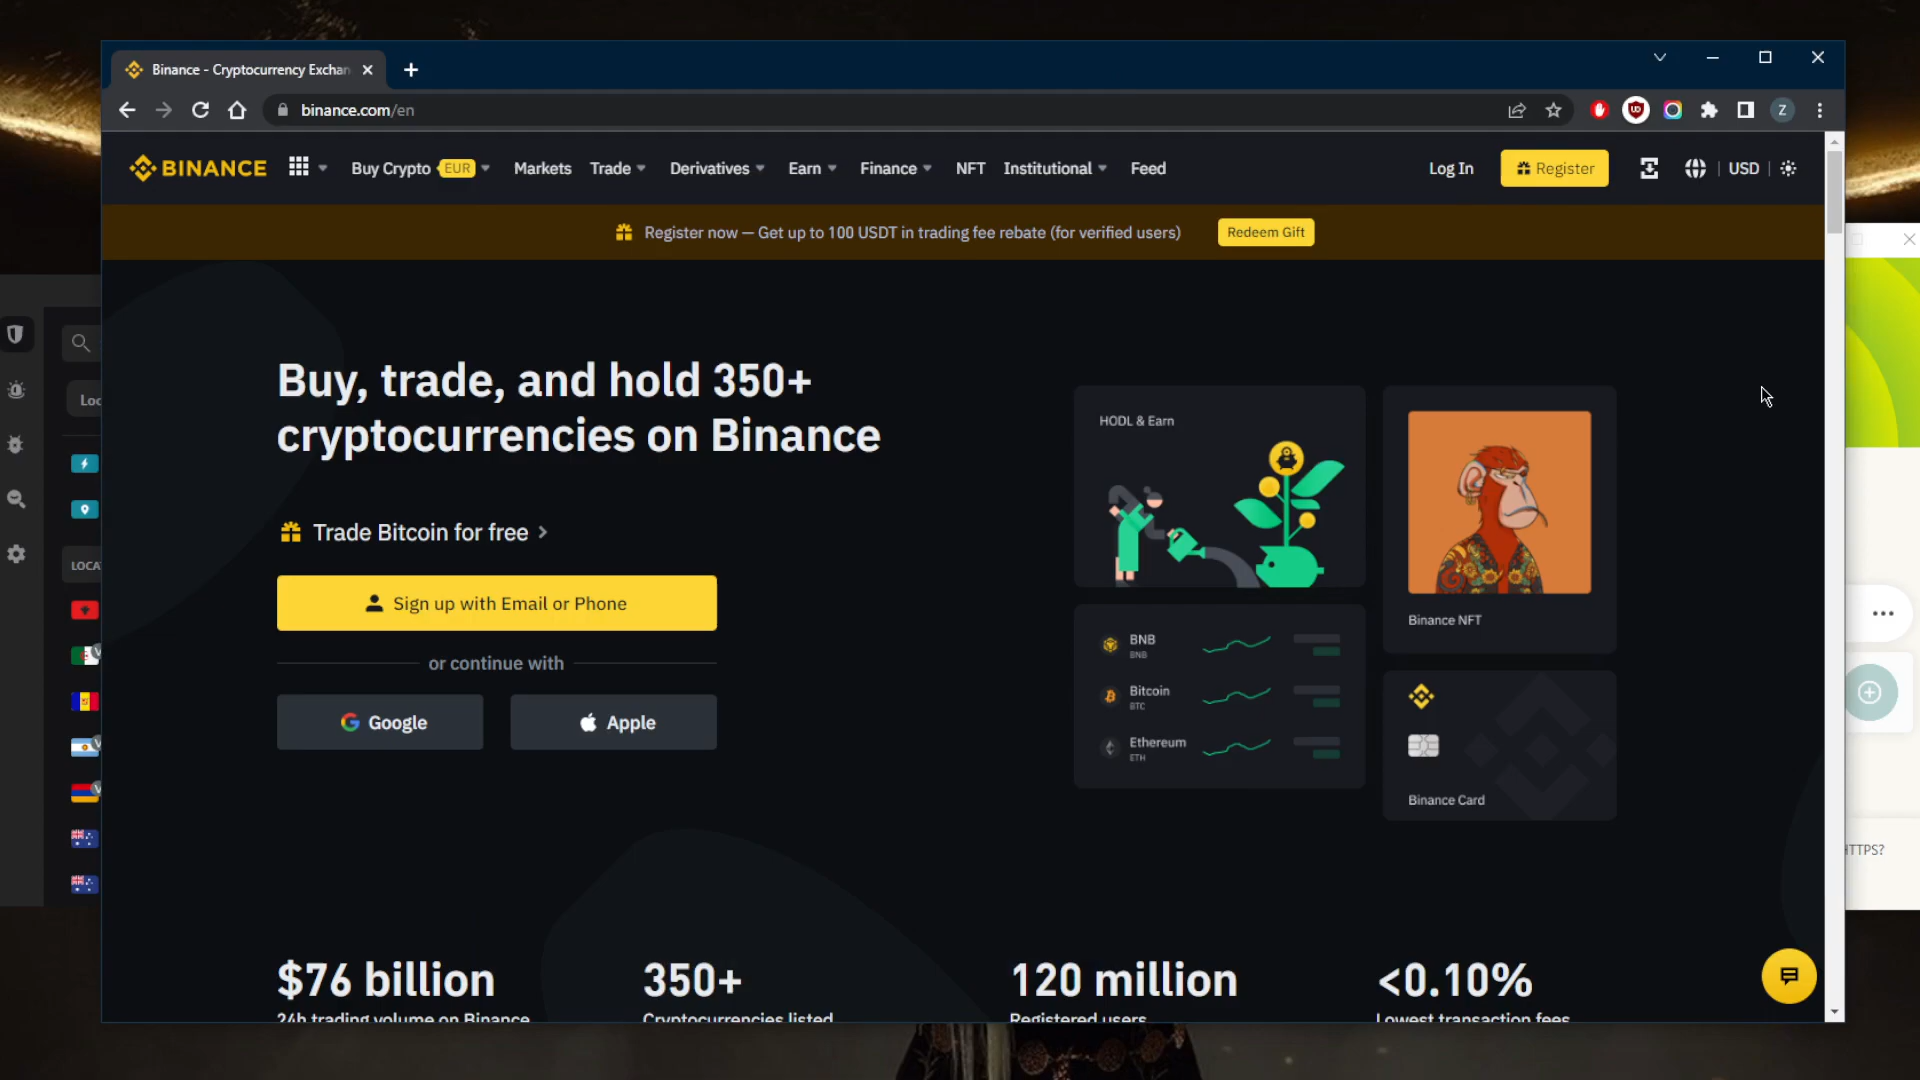 Binance - Cryptocurrency Exchan
binance.com/en
Z
BINANCE
Buy Crypto EUR
Markets
Trade
Derivatives
Earn
Finance
NFT
Institutional
Feed
Log In
Register
USD
Register now — Get up to 100 USDT in trading fee rebate (for verified users)
Redeem Gift
Buy, trade, and hold 350+
cryptocurrencies on Binance
Trade Bitcoin for free
Sign up with Email or Phone
or continue with
Google
Apple
HODL & Earn
Binance NFT
BNB
BNB
Bitcoin
BTC
Ethereum
ETH
Binance Card
$76 billion
24h trading volume on Binance
350+
Cryptocurrencies listed
120 million
Registered users
<0.10%
Lowest transaction fees
Loc
LOCA
HTTPS?